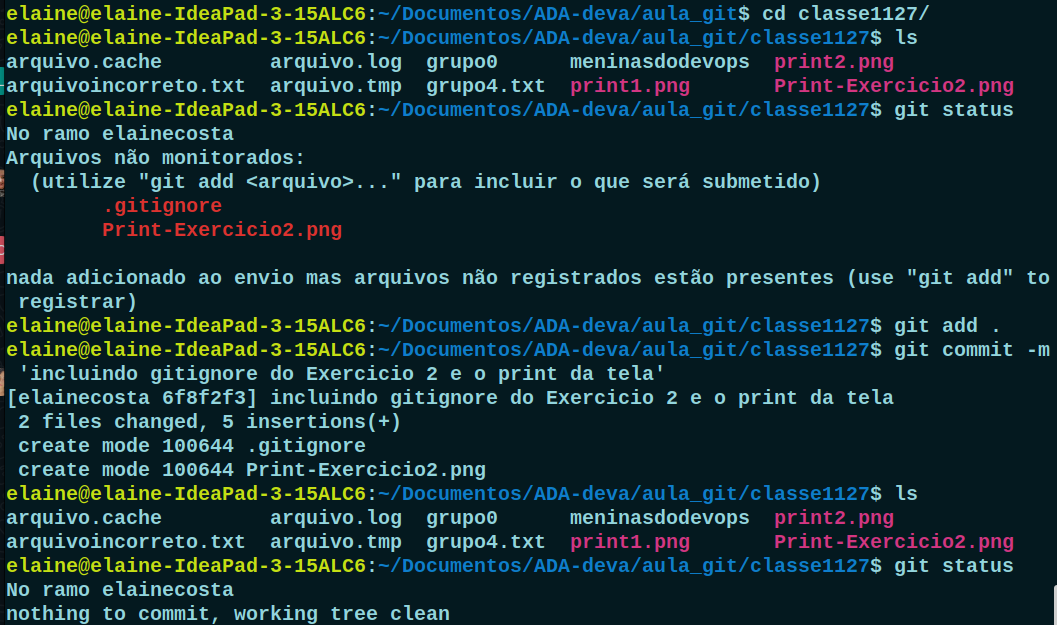 elaine@elaine-IdeaPad-3-15ALC6:~/Documentos/ADA-deva/aula_git$ cd classe1127/
elaine@elaine-IdeaPad-3-15ALC6:~/Documentos/ADA-deva/aula_git/classe1127$ ls
arquivo.cache         arquivo.log  grupo0      meninasdodevops  print2.png
arquivoincorreto.txt  arquivo.tmp  grupo4.txt  print1.png       Print-Exercicio2.png
elaine@elaine-IdeaPad-3-15ALC6:~/Documentos/ADA-deva/aula_git/classe1127$ git status
No ramo elainecosta
Arquivos não monitorados:
  (utilize "git add <arquivo>..." para incluir o que será submetido)
        .gitignore
        Print-Exercicio2.png

nada adicionado ao envio mas arquivos não registrados estão presentes (use "git add" to
 registrar)
elaine@elaine-IdeaPad-3-15ALC6:~/Documentos/ADA-deva/aula_git/classe1127$ git add .
elaine@elaine-IdeaPad-3-15ALC6:~/Documentos/ADA-deva/aula_git/classe1127$ git commit -m
 'incluindo gitignore do Exercicio 2 e o print da tela'
[elainecosta 6f8f2f3] incluindo gitignore do Exercicio 2 e o print da tela
 2 files changed, 5 insertions(+)
 create mode 100644 .gitignore
 create mode 100644 Print-Exercicio2.png
elaine@elaine-IdeaPad-3-15ALC6:~/Documentos/ADA-deva/aula_git/classe1127$ ls
arquivo.cache         arquivo.log  grupo0      meninasdodevops  print2.png
arquivoincorreto.txt  arquivo.tmp  grupo4.txt  print1.png       Print-Exercicio2.png
elaine@elaine-IdeaPad-3-15ALC6:~/Documentos/ADA-deva/aula_git/classe1127$ git status
No ramo elainecosta
nothing to commit, working tree clean